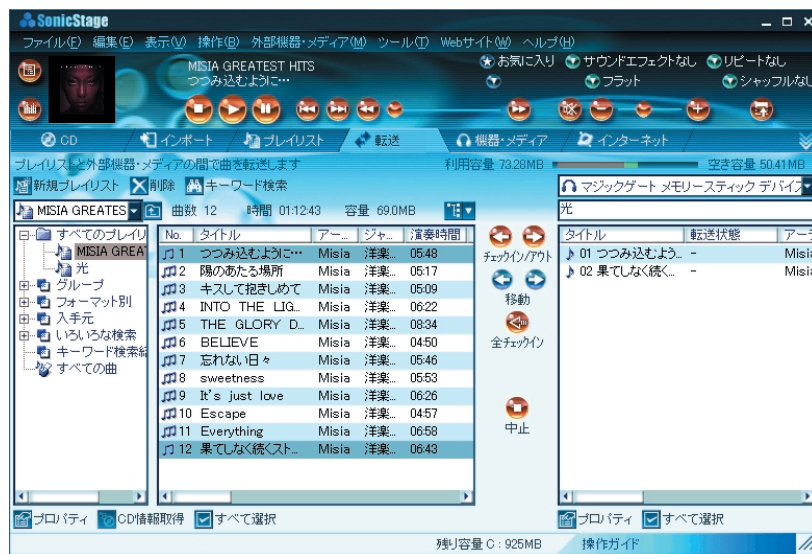 SonicStage
ファイル(F) 編集(E) 表示(V) 操作(B) 外部機器・メディア(M) ツール(T) Webサイト(W) ヘルプ(H)
MISIA GREATEST HITS
つつみ込むように…
お気に入り サウンドエフェクトなし リピートなし
フラット シャッフルなし
CD インポート プレイリスト 転送 機器・メディア インターネット
プレイリストと外部機器・メディアの間で曲を転送します 利用容量 73.28MB 空き容量 50.41MB
新規プレイリスト 削除 キーワード検索
マジックゲート メモリースティック デバイス
MISIA GREATES 曲数 12 時間 01:12:43 容量 69.0MB
光
すべてのプレイリ
MISIA GREA
光
グループ
フォーマット別
入手元
いろいろな検索
キーワード検索結
すべての曲
No. タイトル アー... ジャ... 演奏時間
1 つつみ込むように… Misia 洋楽... 05:48
2 陽のあたる場所 Misia 洋楽... 05:17
3 キスして抱きしめて Misia 洋楽... 05:09
4 INTO THE LIG... Misia 洋楽... 06:22
5 THE GLORY D... Misia 洋楽... 08:34
6 BELIEVE Misia 洋楽... 04:50
7 忘れない日々 Misia 洋楽... 05:46
8 sweetness Misia 洋楽... 05:53
9 It's just love Misia 洋楽... 06:26
10 Escape Misia 洋楽... 04:57
11 Everything Misia 洋楽... 06:58
12 果てしなく続くスト... Misia 洋楽... 06:43
チェックイン/アウト
移動
全チェックイン
中止
タイトル 転送状態 アーテ
01 つつみ込むよう... - Misia
02 果てしなく続く... - Misia
プロパティ CD情報取得 すべて選択
プロパティ すべて選択
残り容量 C : 925MB 操作ガイド